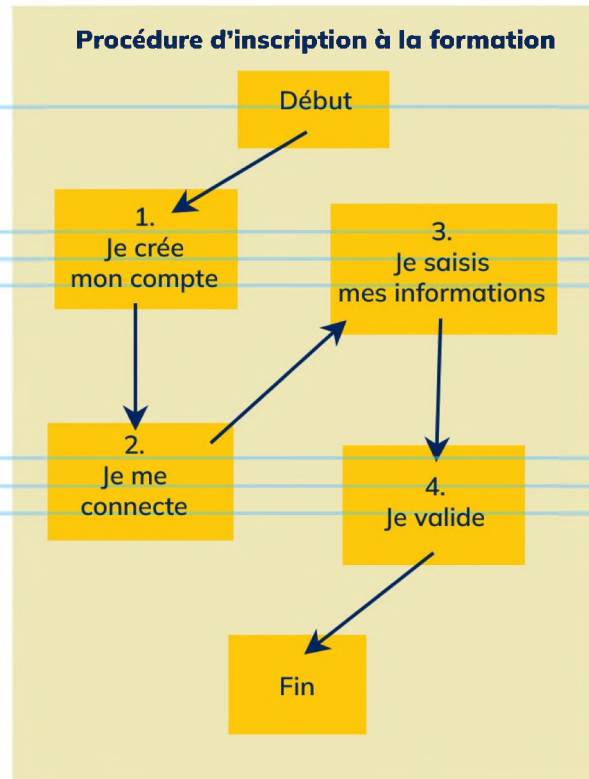 Procédure d'inscription à la formation
Début
1.
Je crée
mon compte
2.
Je me
connecte
3.
Je saisis
mes informations
4.
Je valide
Fin